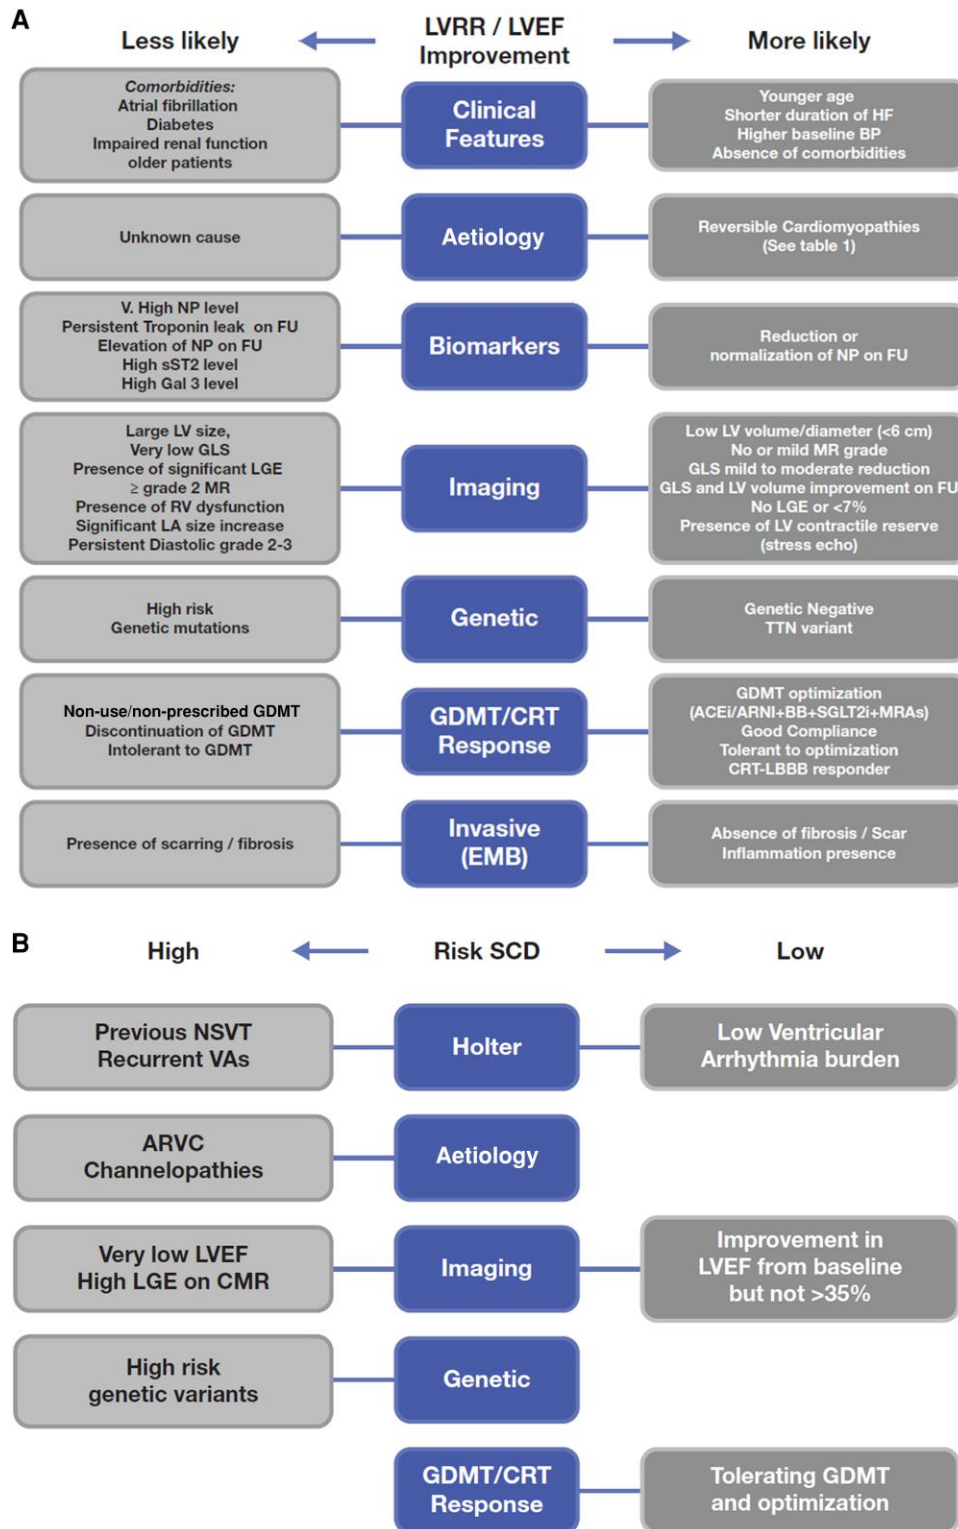 A
Less likely
LVRR / LVEF
Improvement
More likely
Comorbidities:
Atrial fibrillation
Diabetes
Impaired renal function
older patients
Clinical
Features
Younger age
Shorter duration of HF
Higher baseline BP
Absence of comorbidities
Unknown cause
Aetiology
Reversible Cardiomyopathies
(See table 1)
V. High NP level
Persistent Troponin leak on FU
Elevation of NP on FU
High sST2 level
High Gal 3 level
Biomarkers
Reduction or
normalization of NP on FU
Large LV size,
Very low GLS
Presence of significant LGE
≥ grade 2 MR
Presence of RV dysfunction
Significant LA size increase
Persistent Diastolic grade 2-3
Imaging
Low LV volume/diameter (<6 cm)
No or mild MR grade
GLS mild to moderate reduction
GLS and LV volume improvement on FU
No LGE or <7%
Presence of LV contractile reserve
(stress echo)
High risk
Genetic mutations
Genetic
Genetic Negative
TTN variant
Non-use/non-prescribed GDMT
Discontinuation of GDMT
Intolerant to GDMT
GDMT/CRT
Response
GDMT optimization
(ACEi/ARNI+BB+SGLT2i+MRAs)
Good Compliance
Tolerant to optimization
CRT-LBBB responder
Presence of scarring / fibrosis
Invasive
(EMB)
Absence of fibrosis / Scar
Inflammation presence
B
High
Risk SCD
Low
Previous NSVT
Recurrent VAs
Holter
Low Ventricular
Arrhythmia burden
ARVC
Channelopathies
Aetiology
Very low LVEF
High LGE on CMR
Imaging
Improvement in
LVEF from baseline
but not >35%
High risk
genetic variants
Genetic
GDMT/CRT
Response
Tolerating GDMT
and optimization